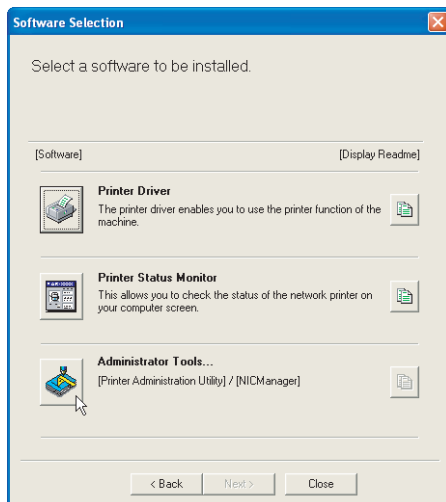 Software Selection
Select a software to be installed.
[Software] [Display Readme]
Printer Driver
The printer driver enables you to use the printer function of the
machine.
Printer Status Monitor
This allows you to check the status of the network printer on
your computer screen.
Administrator Tools...
[Printer Administration Utility] / [NICManager]
< Back Next > Close